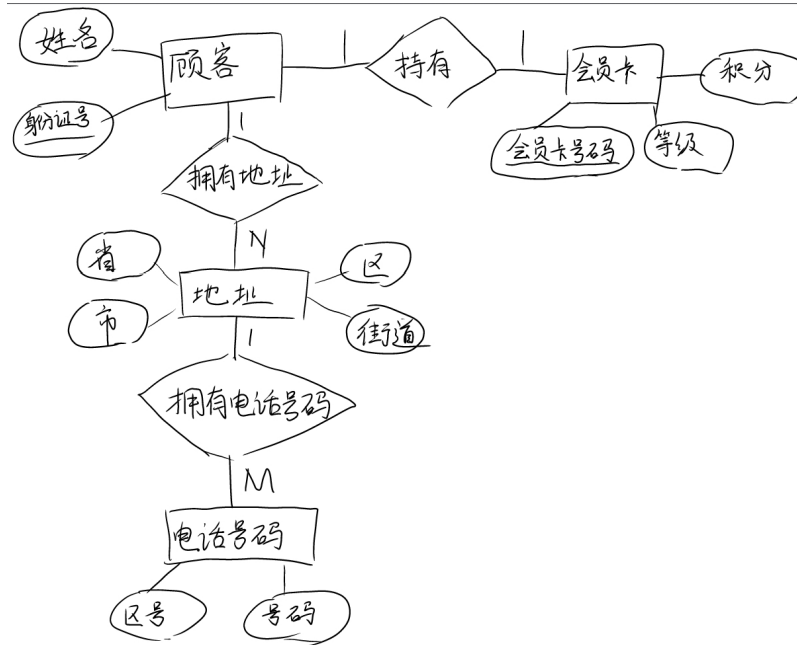 姓名
顾客
1
持有
1
会员卡
积分
身份证号
会员卡号码
等级
1
拥有地址
N
省
区
地址
市
街道
1
拥有电话号码
M
电话号码
区号
号码